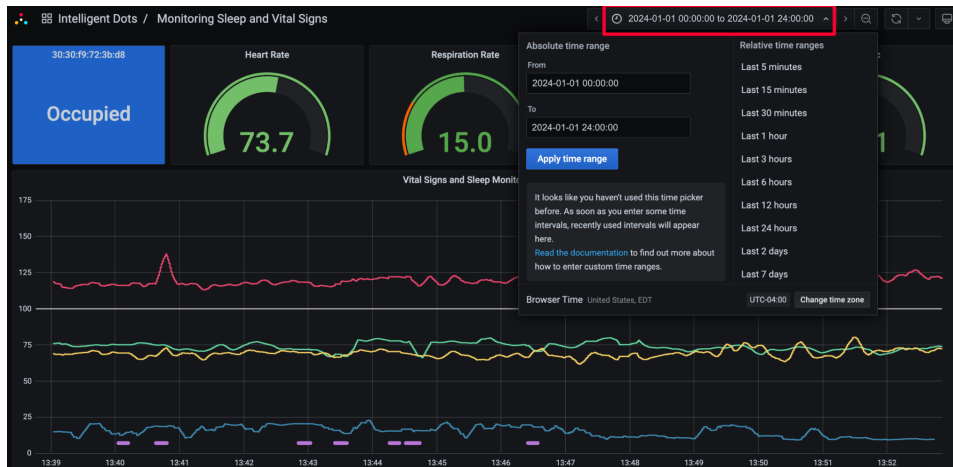 Intelligent Dots / Monitoring Sleep and Vital Signs
2024-01-01 00:00:00 to 2024-01-01 24:00:00
30:30:f9:72:3b:d8
Occupied
Heart Rate
73.7
Respiration Rate
15.0
Absolute time range
From
2024-01-01 00:00:00
To
2024-01-01 24:00:00
Apply time range
It looks like you haven't used this time picker
before. As soon as you enter some time
intervals, recently used intervals will appear
here.
Read the documentation to find out more about
how to enter custom time ranges.
Relative time ranges
Last 5 minutes
Last 15 minutes
Last 30 minutes
Last 1 hour
Last 3 hours
Last 6 hours
Last 12 hours
Last 24 hours
Last 2 days
Last 7 days
Browser Time United States, EDT
UTC-04:00
Change time zone
Vital Signs and Sleep Monito
175
150
125
100
75
50
25
0
13:39 13:40 13:41 13:42 13:43 13:44 13:45 13:46 13:47 13:48 13:49 13:50 13:51 13:52